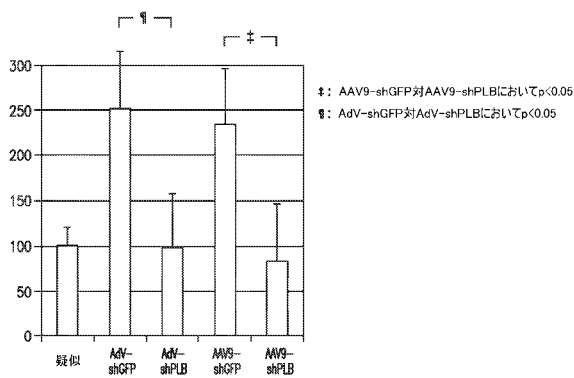 ¶
‡
300
250
200
150
100
50
0
疑似
AdV-
shGFP
AdV-
shPLB
AAV9-
shGFP
AAV9-
shPLB
‡： AAV9-shGFP対AAV9-shPLBにおいてp<0.05
¶： AdV-shGFP対AdV-shPLBにおいてp<0.05